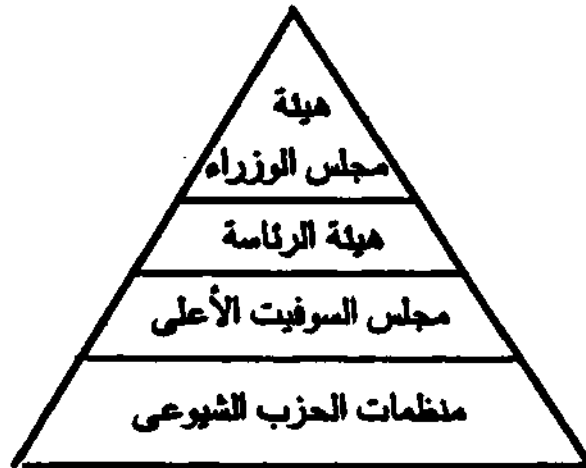 هيئة
مجلس الوزراء
هيئة الرئاسة
مجلس السوفيت الأعلى
منظمات الحزب الشيوعى